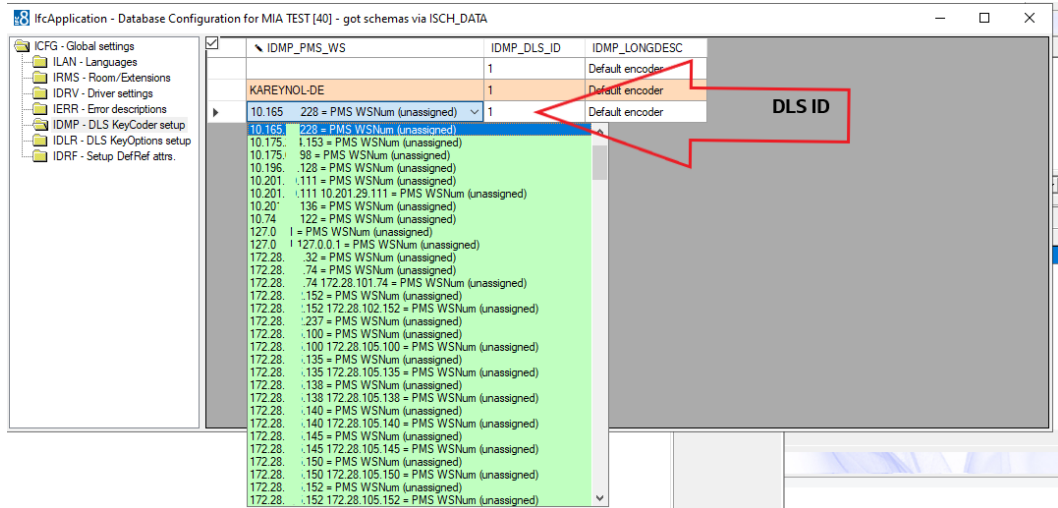 IfcApplication - Database Configuration for MIA TEST [40] - got schemas via ISCH_DATA
ICFG - Global settings
ILAN - Languages
IRMS - Room/Extensions
IDRV - Driver settings
IERR - Error descriptions
IDMP - DLS KeyCoder setup
IDLR - DLS KeyOptions setup
IDRF - Setup DefRef attrs.
IDMP_PMS_WS IDMP_DLS_ID IDMP_LONGDESC
1 Default encoder
KAREYNOL-DE 1 Default encoder
10.165 228 = PMS WSNum (unassigned) 1 Default encoder
DLS ID
10.165. 228 = PMS WSNum (unassigned)
10.175. .153 = PMS WSNum (unassigned)
10.175. 98 = PMS WSNum (unassigned)
10.196. .128 = PMS WSNum (unassigned)
10.201. .111 = PMS WSNum (unassigned)
10.201. .111 10.201.29.111 = PMS WSNum (unassigned)
10.20 136 = PMS WSNum (unassigned)
10.74 122 = PMS WSNum (unassigned)
127.0 = PMS WSNum (unassigned)
127.0 127.0.0.1 = PMS WSNum (unassigned)
172.28. .32 = PMS WSNum (unassigned)
172.28. .74 = PMS WSNum (unassigned)
172.28. .74 172.28.101.74 = PMS WSNum (unassigned)
172.28. .152 = PMS WSNum (unassigned)
172.28. .152 172.28.102.152 = PMS WSNum (unassigned)
172.28. .237 = PMS WSNum (unassigned)
172.28. .100 = PMS WSNum (unassigned)
172.28. .100 172.28.105.100 = PMS WSNum (unassigned)
172.28. .135 = PMS WSNum (unassigned)
172.28. .135 172.28.105.135 = PMS WSNum (unassigned)
172.28. .138 = PMS WSNum (unassigned)
172.28. .138 172.28.105.138 = PMS WSNum (unassigned)
172.28. .140 = PMS WSNum (unassigned)
172.28. .140 172.28.105.140 = PMS WSNum (unassigned)
172.28. .145 = PMS WSNum (unassigned)
172.28. .145 172.28.105.145 = PMS WSNum (unassigned)
172.28. .150 = PMS WSNum (unassigned)
172.28. .150 172.28.105.150 = PMS WSNum (unassigned)
172.28. .152 = PMS WSNum (unassigned)
172.28. .152 172.28.105.152 = PMS WSNum (unassigned)